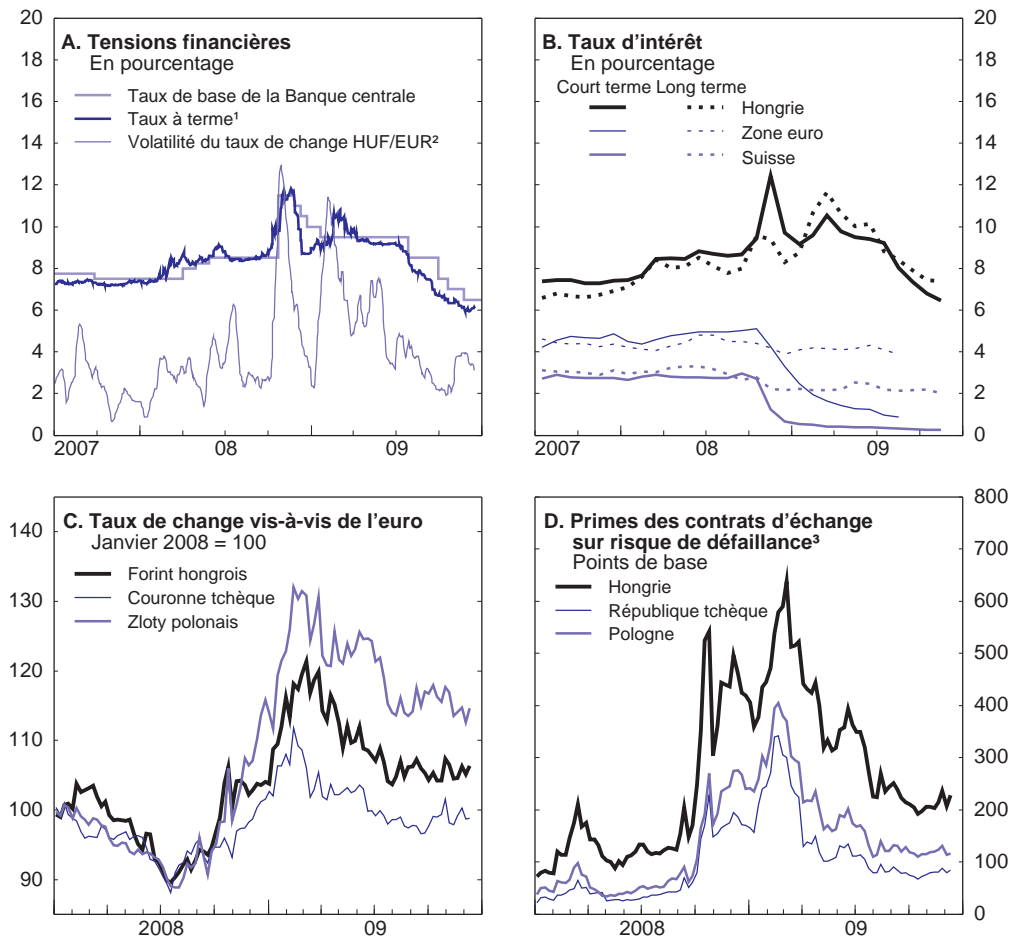 A. Tensions financières
En pourcentage
Taux de base de la Banque centrale
Taux à terme¹
Volatilité du taux de change HUF/EUR²
20
18
16
14
12
10
8
6
4
2
0
2007 08 09
B. Taux d'intérêt
En pourcentage
Court terme Long terme
Hongrie
Zone euro
Suisse
20
18
16
14
12
10
8
6
4
2
0
2007 08 09
C. Taux de change vis-à-vis de l'euro
Janvier 2008 = 100
Forint hongrois
Couronne tchèque
Zloty polonais
140
130
120
110
100
90
2008 09
D. Primes des contrats d'échange
sur risque de défaillance³
Points de base
Hongrie
République tchèque
Pologne
800
700
600
500
400
300
200
100
0
2008 09